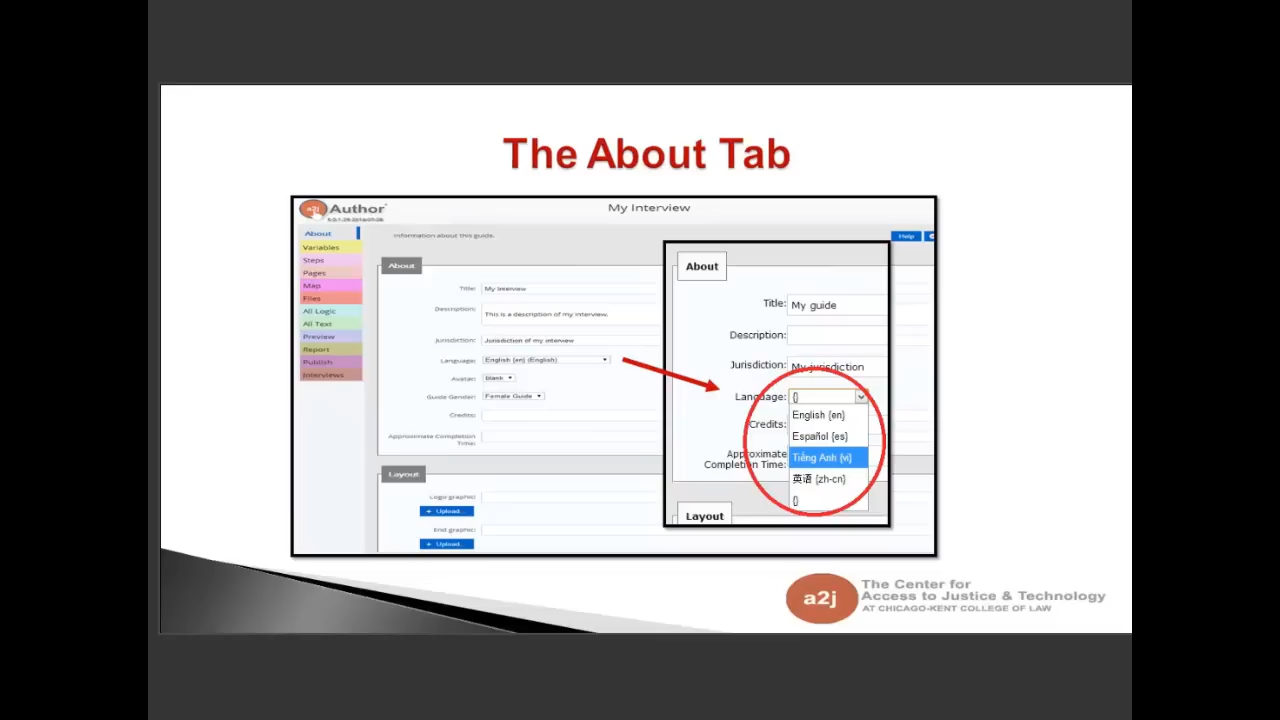 The About Tab
a2j Author
My Interview
About
Variables
Steps
Pages
Map
Files
All Logic
All Text
Preview
Report
Publish
Interviews
Information about this guide.
Help
About
Title: My Interview
Description: This is a description of my interview.
Jurisdiction: Jurisdiction of my interview
Language: English {en} (English)
Avatar: blank
Guide Gender: Female Guide
Credits:
Approximate Completion
Time:
Layout
Logo graphic:
+ Upload...
End graphic:
+ Upload...
About
Title: My guide
Description:
Jurisdiction: My jurisdiction
Language: {}
English {en}
Español {es}
Tiếng Anh {vi}
英语 {zh-cn}
{}
Credits:
Approximate
Completion Time:
Layout
a2j
The Center for
Access to Justice & Technology
AT CHICAGO-KENT COLLEGE OF LAW